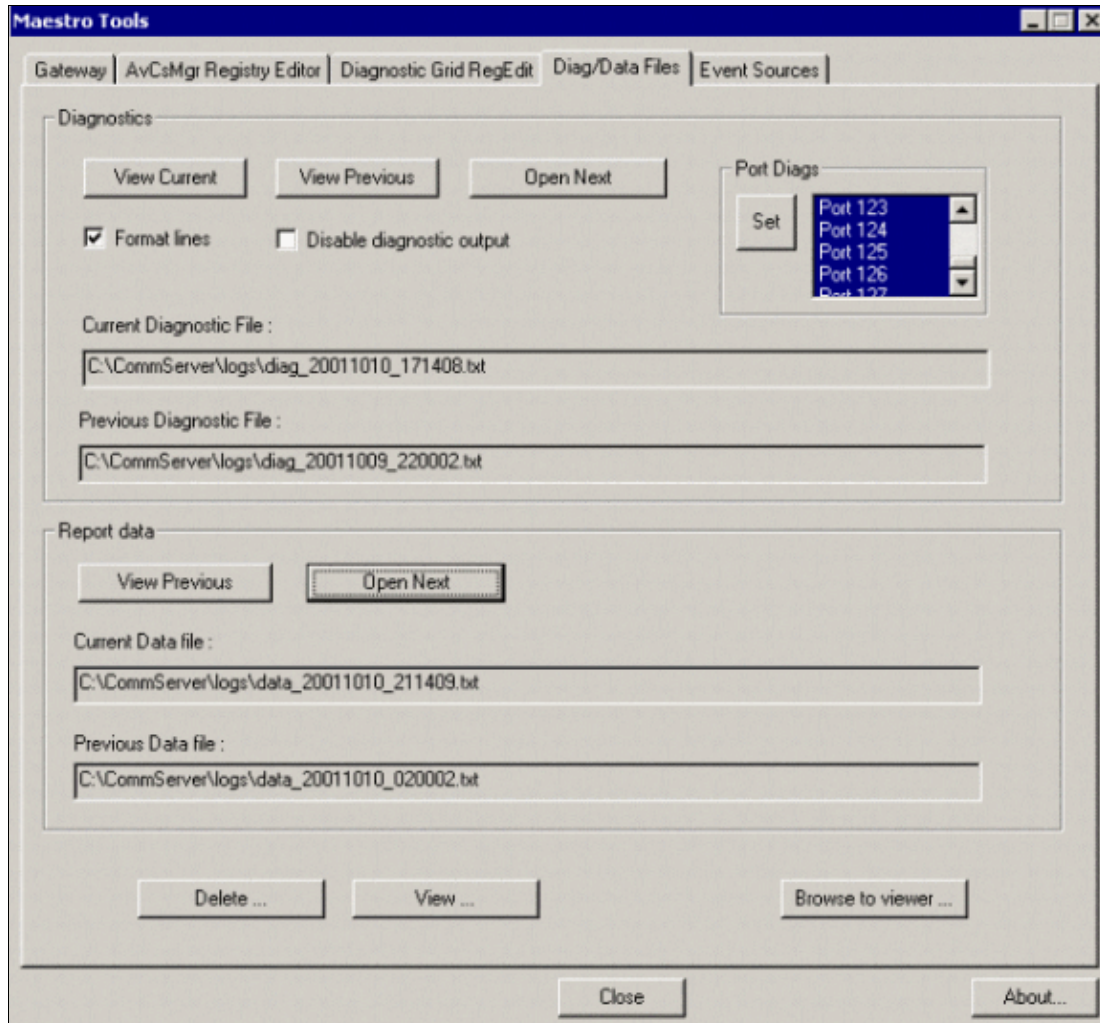 Maestro Tools
Gateway AvCsMgr Registry Editor Diagnostic Grid RegEdit Diag/Data Files Event Sources
Diagnostics
View Current View Previous Open Next
Port Diags
Set
Port 123
Port 124
Port 125
Port 126
Port 127
Format lines Disable diagnostic output
Current Diagnostic File :
C:\CommServer\logs\diag_20011010_171408.txt
Previous Diagnostic File :
C:\CommServer\logs\diag_20011009_220002.txt
Report data
View Previous Open Next
Current Data file :
C:\CommServer\logs\data_20011010_211409.txt
Previous Data file :
C:\CommServer\logs\data_20011010_020002.txt
Delete ... View ... Browse to viewer ...
Close About...